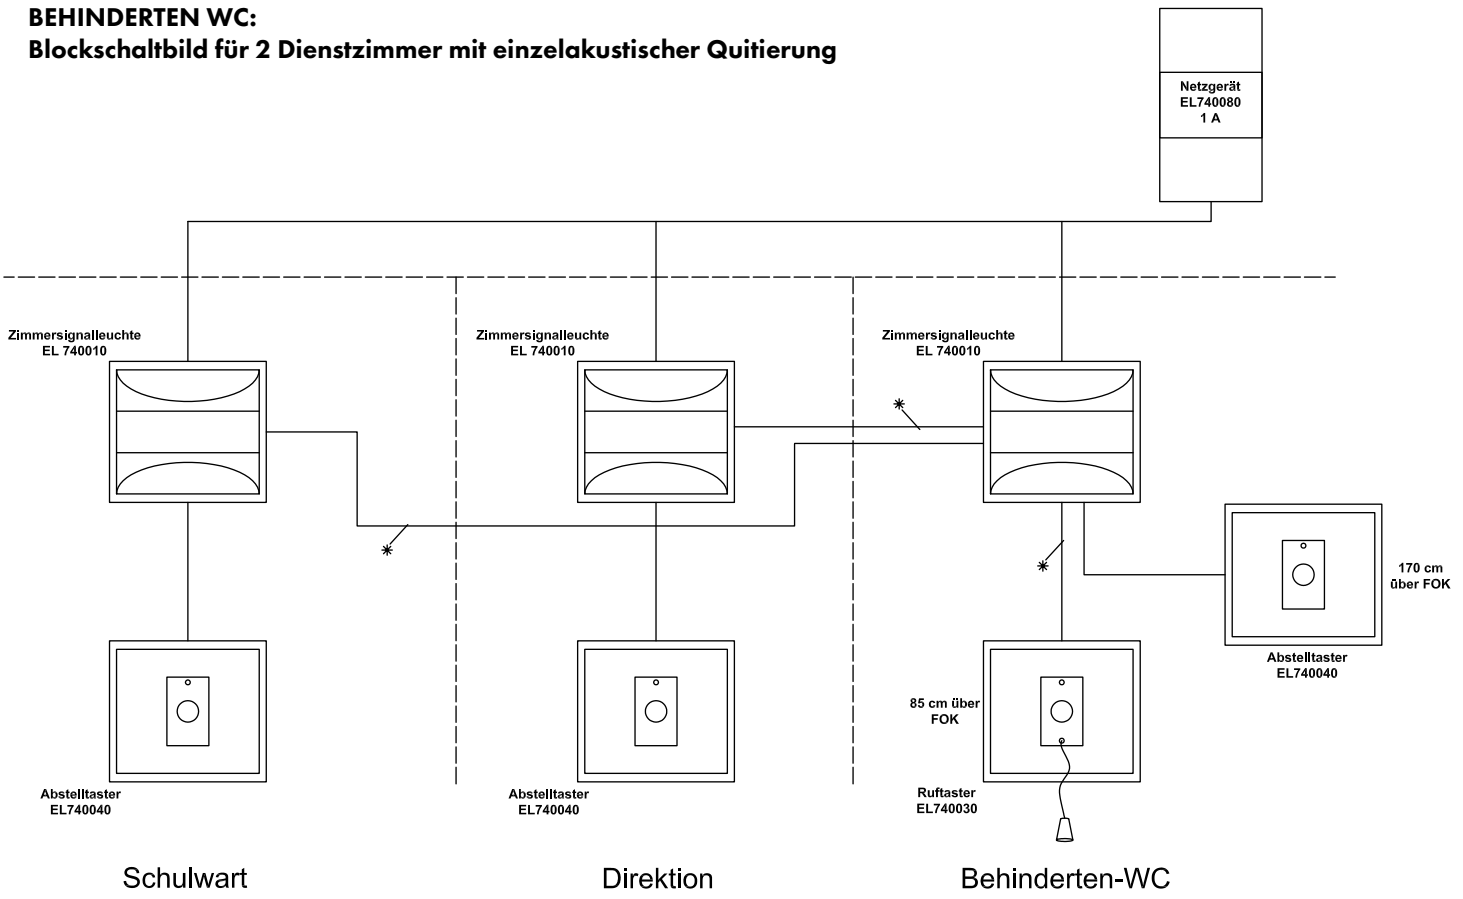 BEHINDERTEN WC:
Blockschaltbild für 2 Dienstzimmer mit einzelakustischer Quitierung
Netzgerät
EL740080
1 A
Zimmersignalleuchte
EL 740010
Zimmersignalleuchte
EL 740010
Zimmersignalleuchte
EL 740010
*
*
*
170 cm
über FOK
Abstelltaster
EL740040
85 cm über
FOK
Abstelltaster
EL740040
Abstelltaster
EL740040
Ruftaster
EL740030
Schulwart
Direktion
Behinderten-WC